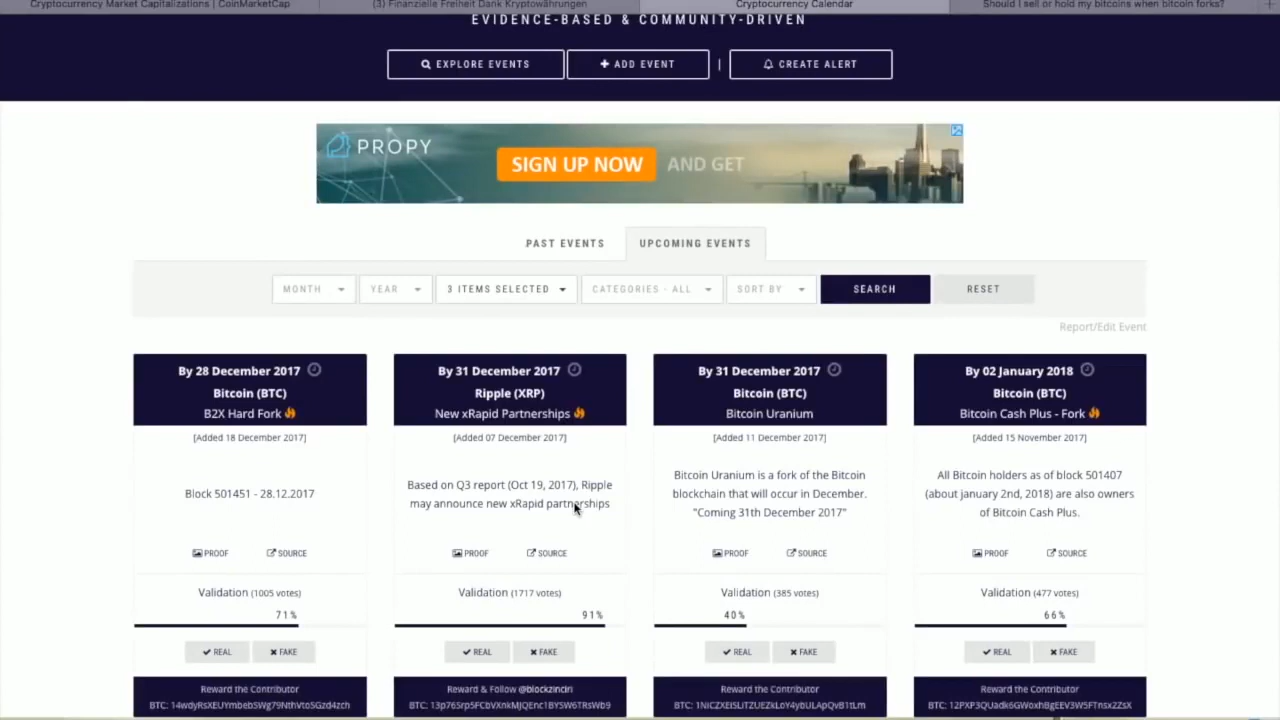 Cryptocurrency Market Capitalizations | CoinMarketCap
(3) Finanzielle Freiheit Dank Kryptowährungen
Cryptocurrency Calendar
Should I sell or hold my bitcoins when bitcoin forks?
EVIDENCE-BASED & COMMUNITY-DRIVEN
EXPLORE EVENTS
ADD EVENT
|
CREATE ALERT
PROPY
SIGN UP NOW
AND GET
PAST EVENTS
UPCOMING EVENTS
MONTH
YEAR
3 ITEMS SELECTED
CATEGORIES - ALL
SORT BY
SEARCH
RESET
Report/Edit Event
By 28 December 2017
Bitcoin (BTC)
B2X Hard Fork
[Added 18 December 2017]
Block 501451 - 28.12.2017
PROOF
SOURCE
Validation (1005 votes)
71%
REAL
FAKE
Reward the Contributor
By 31 December 2017
Ripple (XRP)
New xRapid Partnerships
[Added 07 December 2017]
Based on Q3 report (Oct 19, 2017), Ripple
may announce new xRapid partnerships
PROOF
SOURCE
Validation (1717 votes)
91%
REAL
FAKE
Reward & Follow
BTC:
By 31 December 2017
Bitcoin (BTC)
Bitcoin Uranium
[Added 11 December 2017]
Bitcoin Uranium is a fork of the Bitcoin
blockchain that will occur in December.
"Coming 31th December 2017"
PROOF
SOURCE
Validation (385 votes)
40%
REAL
FAKE
Reward the Contributor
BTC:
By 02 January 2018
Bitcoin (BTC)
Bitcoin Cash Plus - Fork
[Added 15 November 2017]
All Bitcoin holders as of block 501407
(about january 2nd, 2018) are also owners
of Bitcoin Cash Plus.
PROOF
SOURCE
Validation (477 votes)
66%
REAL
FAKE
Reward the Contributor
BTC: